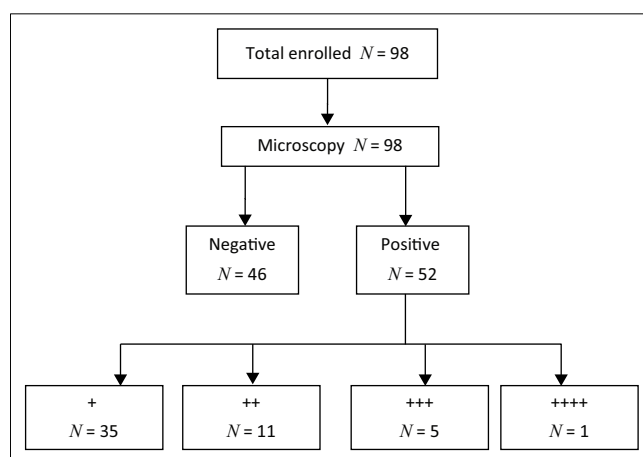 Total enrolled N = 98
Microscopy N = 98
Negative
N = 46
Positive
N = 52
+
N = 35
++
N = 11
+++
N = 5
++++
N = 1